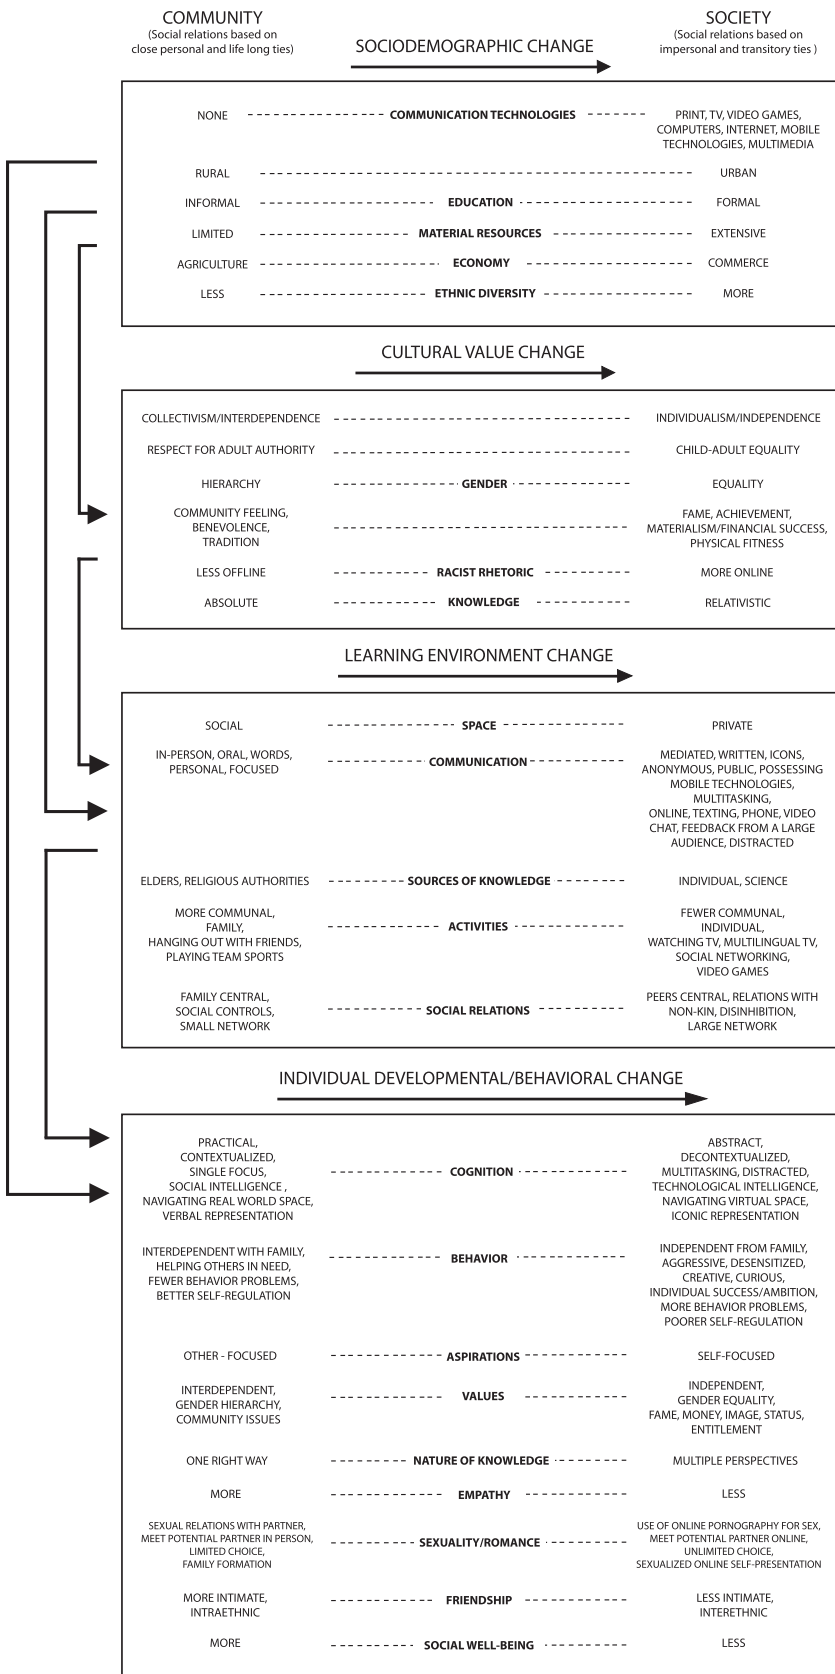 COMMUNITY
(Social relations based on
close personal and life long ties)
SOCIODEMOGRAPHIC CHANGE
SOCIETY
(Social relations based on
impersonal and transitory ties )
NONE
COMMUNICATION TECHNOLOGIES
PRINT, TV, VIDEO GAMES,
COMPUTERS, INTERNET, MOBILE
TECHNOLOGIES, MULTIMEDIA
RURAL
URBAN
INFORMAL
EDUCATION
FORMAL
LIMITED
MATERIAL RESOURCES
EXTENSIVE
AGRICULTURE
ECONOMY
COMMERCE
LESS
ETHNIC DIVERSITY
MORE
CULTURAL VALUE CHANGE
COLLECTIVISM/INTERDEPENDENCE
INDIVIDUALISM/INDEPENDENCE
RESPECT FOR ADULT AUTHORITY
CHILD-ADULT EQUALITY
HIERARCHY
GENDER
EQUALITY
COMMUNITY FEELING,
BENEVOLENCE,
TRADITION
FAME, ACHIEVEMENT,
MATERIALISM/FINANCIAL SUCCESS,
PHYSICAL FITNESS
LESS OFFLINE
RACIST RHETORIC
MORE ONLINE
ABSOLUTE
KNOWLEDGE
RELATIVISTIC
LEARNING ENVIRONMENT CHANGE
SOCIAL
SPACE
PRIVATE
IN-PERSON, ORAL, WORDS,
PERSONAL, FOCUSED
COMMUNICATION
MEDIATED, WRITTEN, ICONS,
ANONYMOUS, PUBLIC, POSSESSING
MOBILE TECHNOLOGIES,
MULTITASKING,
ONLINE, TEXTING, PHONE, VIDEO
CHAT, FEEDBACK FROM A LARGE
AUDIENCE, DISTRACTED
ELDERS, RELIGIOUS AUTHORITIES
SOURCES OF KNOWLEDGE
INDIVIDUAL, SCIENCE
MORE COMMUNAL,
FAMILY,
HANGING OUT WITH FRIENDS,
PLAYING TEAM SPORTS
ACTIVITIES
FEWER COMMUNAL,
INDIVIDUAL,
WATCHING TV, MULTILINGUAL TV,
SOCIAL NETWORKING,
VIDEO GAMES
FAMILY CENTRAL,
SOCIAL CONTROLS,
SMALL NETWORK
SOCIAL RELATIONS
PEERS CENTRAL, RELATIONS WITH
NON-KIN, DISINHIBITION,
LARGE NETWORK
INDIVIDUAL DEVELOPMENTAL/BEHAVIORAL CHANGE
PRACTICAL,
CONTEXTUALIZED,
SINGLE FOCUS,
SOCIAL INTELLIGENCE ,
NAVIGATING REAL WORLD SPACE,
VERBAL REPRESENTATION
COGNITION
ABSTRACT,
DECONTEXTUALIZED,
MULTITASKING, DISTRACTED,
TECHNOLOGICAL INTELLIGENCE,
NAVIGATING VIRTUAL SPACE,
ICONIC REPRESENTATION
INTERDEPENDENT WITH FAMILY,
HELPING OTHERS IN NEED,
FEWER BEHAVIOR PROBLEMS,
BETTER SELF-REGULATION
BEHAVIOR
INDEPENDENT FROM FAMILY,
AGGRESSIVE, DESENSITIZED,
CREATIVE, CURIOUS,
INDIVIDUAL SUCCESS/AMBITION,
MORE BEHAVIOR PROBLEMS,
POORER SELF-REGULATION
OTHER - FOCUSED
ASPIRATIONS
SELF-FOCUSED
INTERDEPENDENT,
GENDER HIERARCHY,
COMMUNITY ISSUES
VALUES
INDEPENDENT,
GENDER EQUALITY,
FAME, MONEY, IMAGE, STATUS,
ENTITLEMENT
ONE RIGHT WAY
NATURE OF KNOWLEDGE
MULTIPLE PERSPECTIVES
MORE
EMPATHY
LESS
SEXUAL RELATIONS WITH PARTNER,
MEET POTENTIAL PARTNER IN PERSON,
LIMITED CHOICE,
FAMILY FORMATION
SEXUALITY/ROMANCE
USE OF ONLINE PORNOGRAPHY FOR SEX,
MEET POTENTIAL PARTNER ONLINE,
UNLIMITED CHOICE,
SEXUALIZED ONLINE SELF-PRESENTATION
MORE INTIMATE,
INTRAETHNIC
FRIENDSHIP
LESS INTIMATE,
INTERETHNIC
MORE
SOCIAL WELL-BEING
LESS